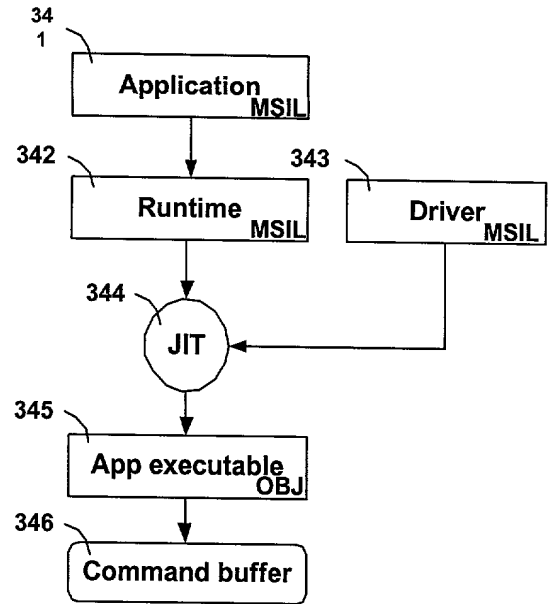 34
1
Application
MSIL
342
Runtime
MSIL
343
Driver
MSIL
344
JIT
345
App executable
OBJ
346
Command buffer